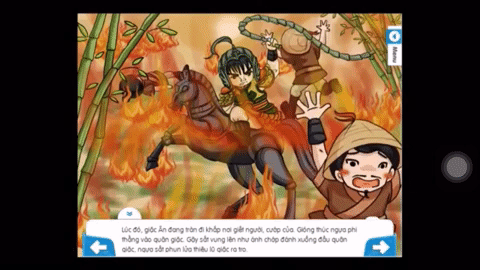 Menu
Lúc đó, giặc Ân đang tràn đi khắp nơi giết người, cướp của. Gióng thúc ngựa phi
thẳng vào quân giặc. Gậy sắt vung lên như ánh chớp đánh xuống đầu quân
giặc, ngựa sắt phun lửa thiêu lũ giặc ra tro.